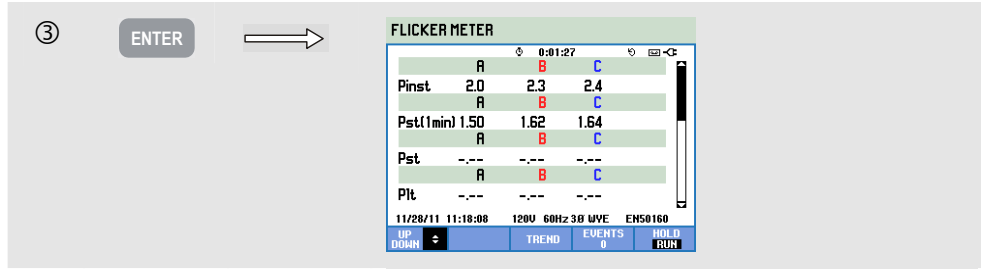 ③ ENTER
FLICKER METER
0:01:27
A B C
Pinst 2.0 2.3 2.4
A B C
Pst(1min) 1.50 1.62 1.64
A B C
Pst -.-- -.-- -.--
A B C
Plt -.-- -.-- -.--
11/28/11 11:18:08 120V 60Hz 3Ø WYE EN50160
UP DOWN TREND EVENTS 0 HOLD RUN